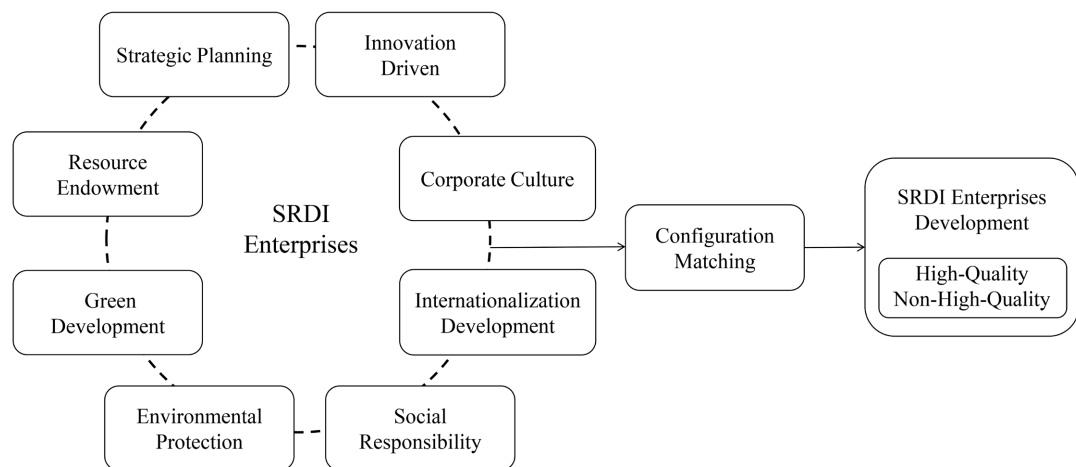 Strategic Planning
Innovation
Driven
Resource
Endowment
Corporate Culture
SRDI
Enterprises
Green
Development
Internationalization
Development
Environmental
Protection
Social
Responsibility
Configuration
Matching
SRDI Enterprises
Development
High-Quality
Non-High-Quality